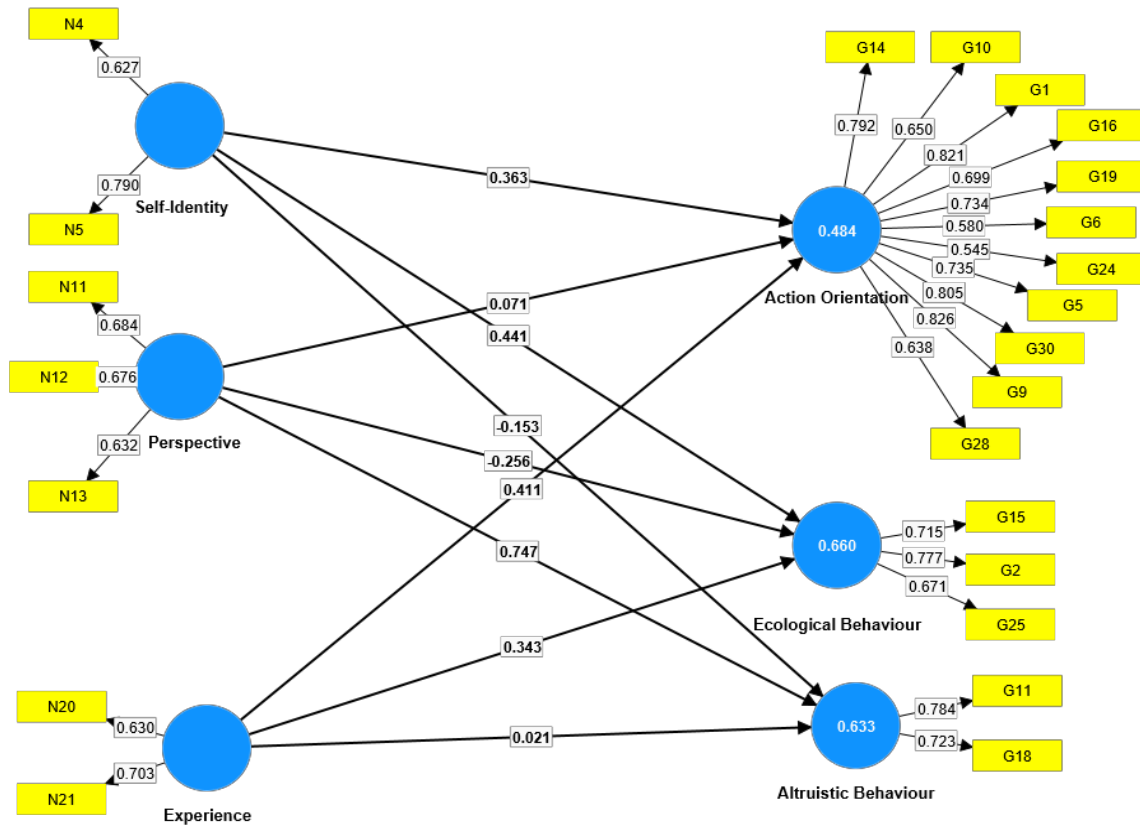 N4
0.627
0.790
N5
Self-Identity
N11
0.684
N12
0.676
0.632
N13
Perspective
N20
0.630
0.703
N21
Experience
0.363
0.071
0.441
-0.153
-0.256
0.411
0.747
0.343
0.021
G14
G10
G1
G16
G19
G6
G24
G5
G30
G9
G28
0.792
0.650
0.821
0.699
0.734
0.580
0.545
0.735
0.805
0.826
0.638
0.484
Action Orientation
0.660
Ecological Behaviour
0.715
G15
0.777
G2
0.671
G25
0.633
Altruistic Behaviour
0.784
G11
0.723
G18